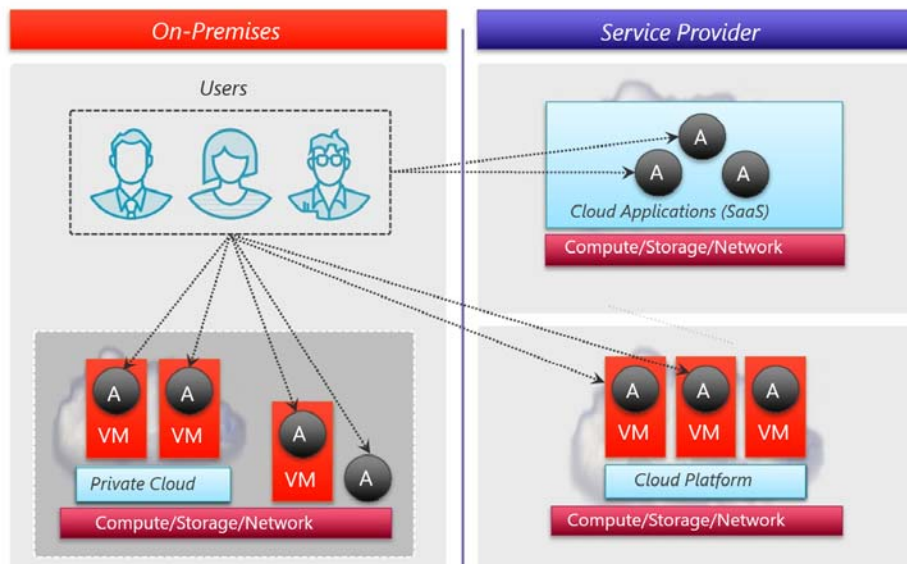 On-Premises
Service Provider
Users
A
A
A
Cloud Applications (SaaS)
Compute/Storage/Network
A
A
VM
VM
A
VM
A
Private Cloud
Compute/Storage/Network
A
A
A
VM
VM
VM
Cloud Platform
Compute/Storage/Network